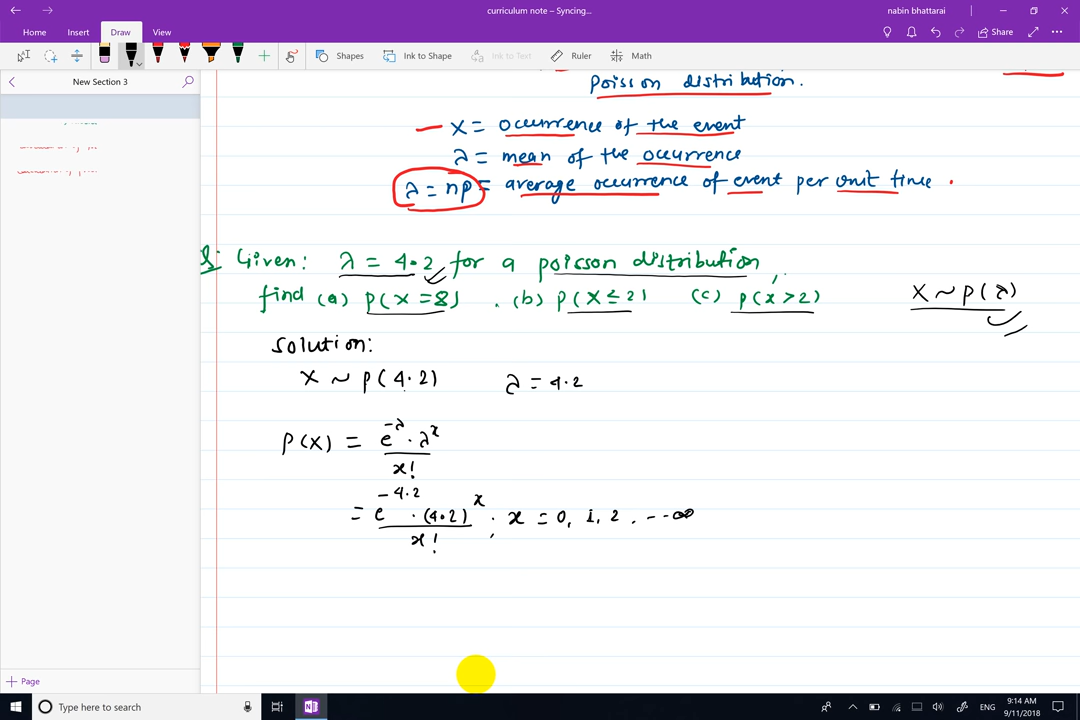 curriculum note – Syncing...
nabin bhattarai
Home Insert Draw View
Share
Shapes Ink to Shape Ink to Text Ruler Math
New Section 3
poisson distribution.
x = occurrence of the event
λ = mean of the occurrence
λ = np = average occurrence of event per unit time.
Q: Given: λ = 4.2 for a poisson distribution,
find (a) p(x = 8). (b) p(x ≤ 2) (c) p(x > 2)
X ~ p(λ)
Solution:
X ~ p(4.2) λ = 4.2
p(x) = e^-λ · λ^x / x!
= e^-4.2 · (4.2)^x / x! ; x = 0, 1, 2, --- ∞
Page
Type here to search
ENG
9:14 AM
9/11/2018